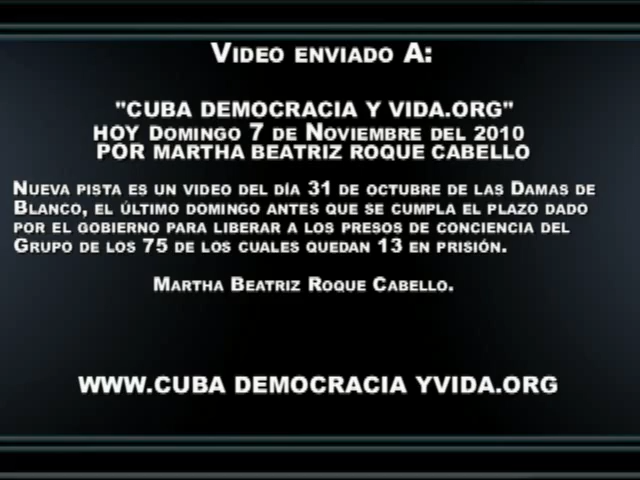 VIDEO ENVIADO A:
"CUBA DEMOCRACIA Y VIDA.ORG"
HOY DOMINGO 7 DE NOVIEMBRE DEL 2010
POR MARTHA BEATRIZ ROQUE CABELLO
NUEVA PISTA ES UN VIDEO DEL DÍA 31 DE OCTUBRE DE LAS DAMAS DE
BLANCO, EL ÚLTIMO DOMINGO ANTES QUE SE CUMPLA EL PLAZO DADO
POR EL GOBIERNO PARA LIBERAR A LOS PRESOS DE CONCIENCIA DEL
GRUPO DE LOS 75 DE LOS CUALES QUEDAN 13 EN PRISIÓN.
MARTHA BEATRIZ ROQUE CABELLO.
WWW.CUBA DEMOCRACIA YVIDA.ORG